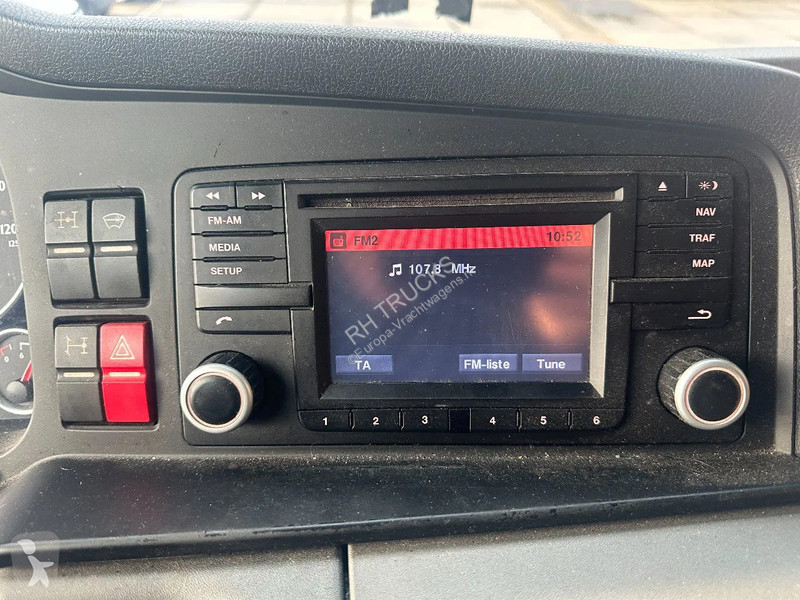 FM-AM
MEDIA
SETUP
NAV
TRAF
MAP
FM2
10:52
107.3 MHz
TA
FM-liste
Tune
1
2
3
4
5
6
120
RH TRUCKS
©Europa-Vrachtwagens.nl